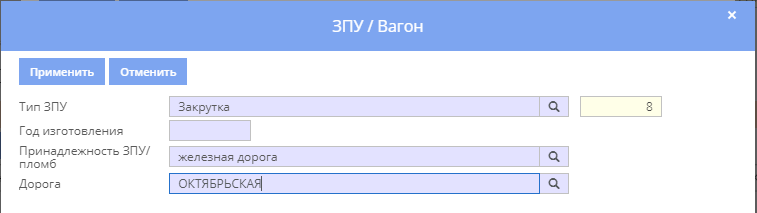 ЗПУ / Вагон
×
Применить Отменить
Тип ЗПУ Закрутка 8
Год изготовления
Принадлежность ЗПУ/ железная дорога
пломб
Дорога ОКТЯБРЬСКАЯ